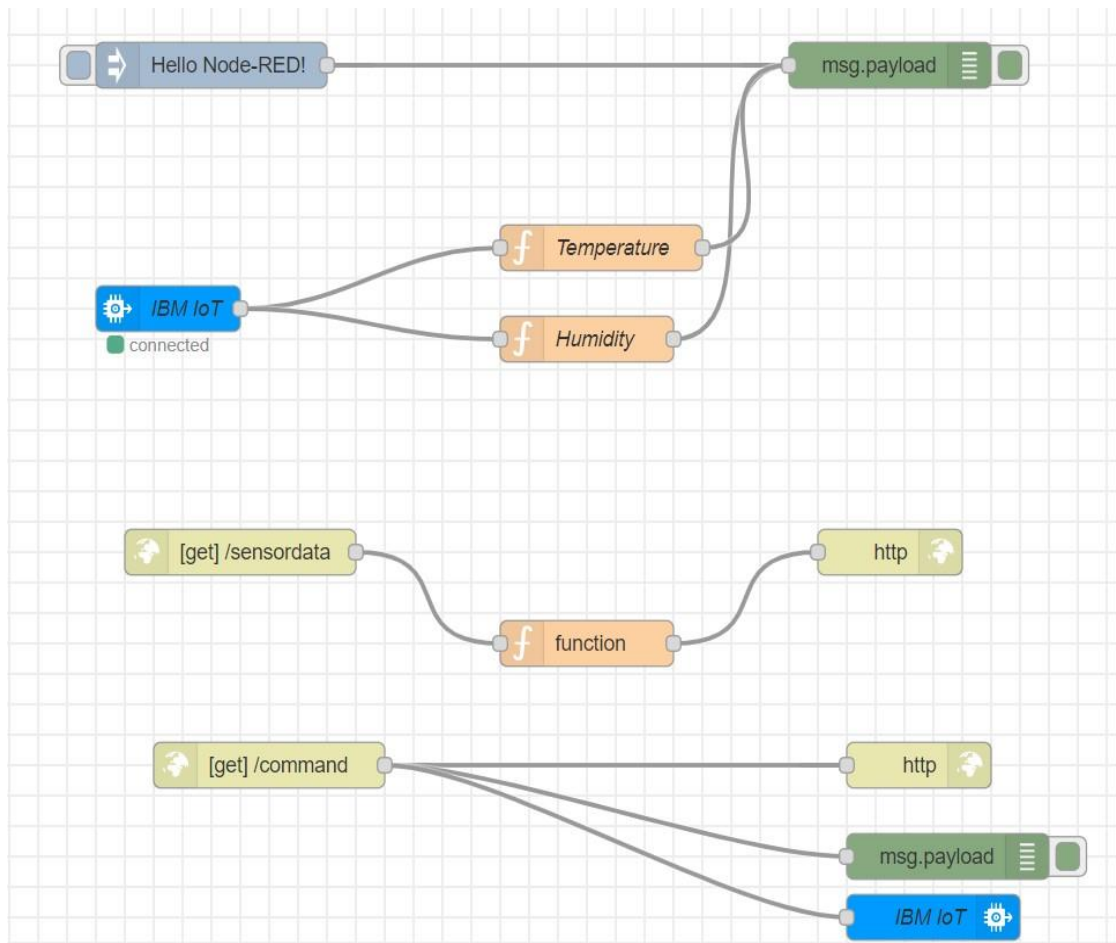 Hello Node-RED!
msg.payload
Temperature
IBM IoT
connected
Humidity
[get] /sensordata
http
function
[get] /command
http
msg.payload
IBM IoT